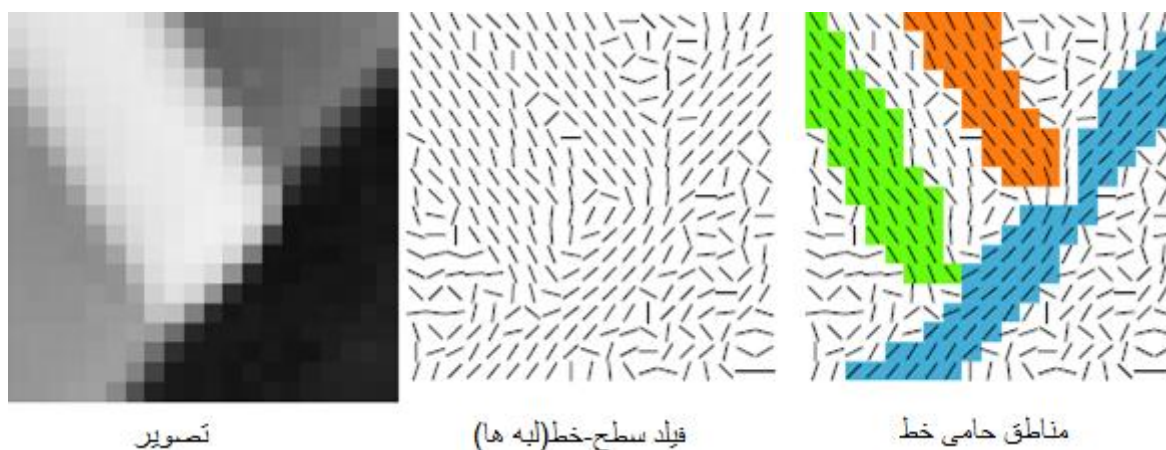 مناطق حامی خط
فیلد سطح-خط(لبه ها)
تصویر